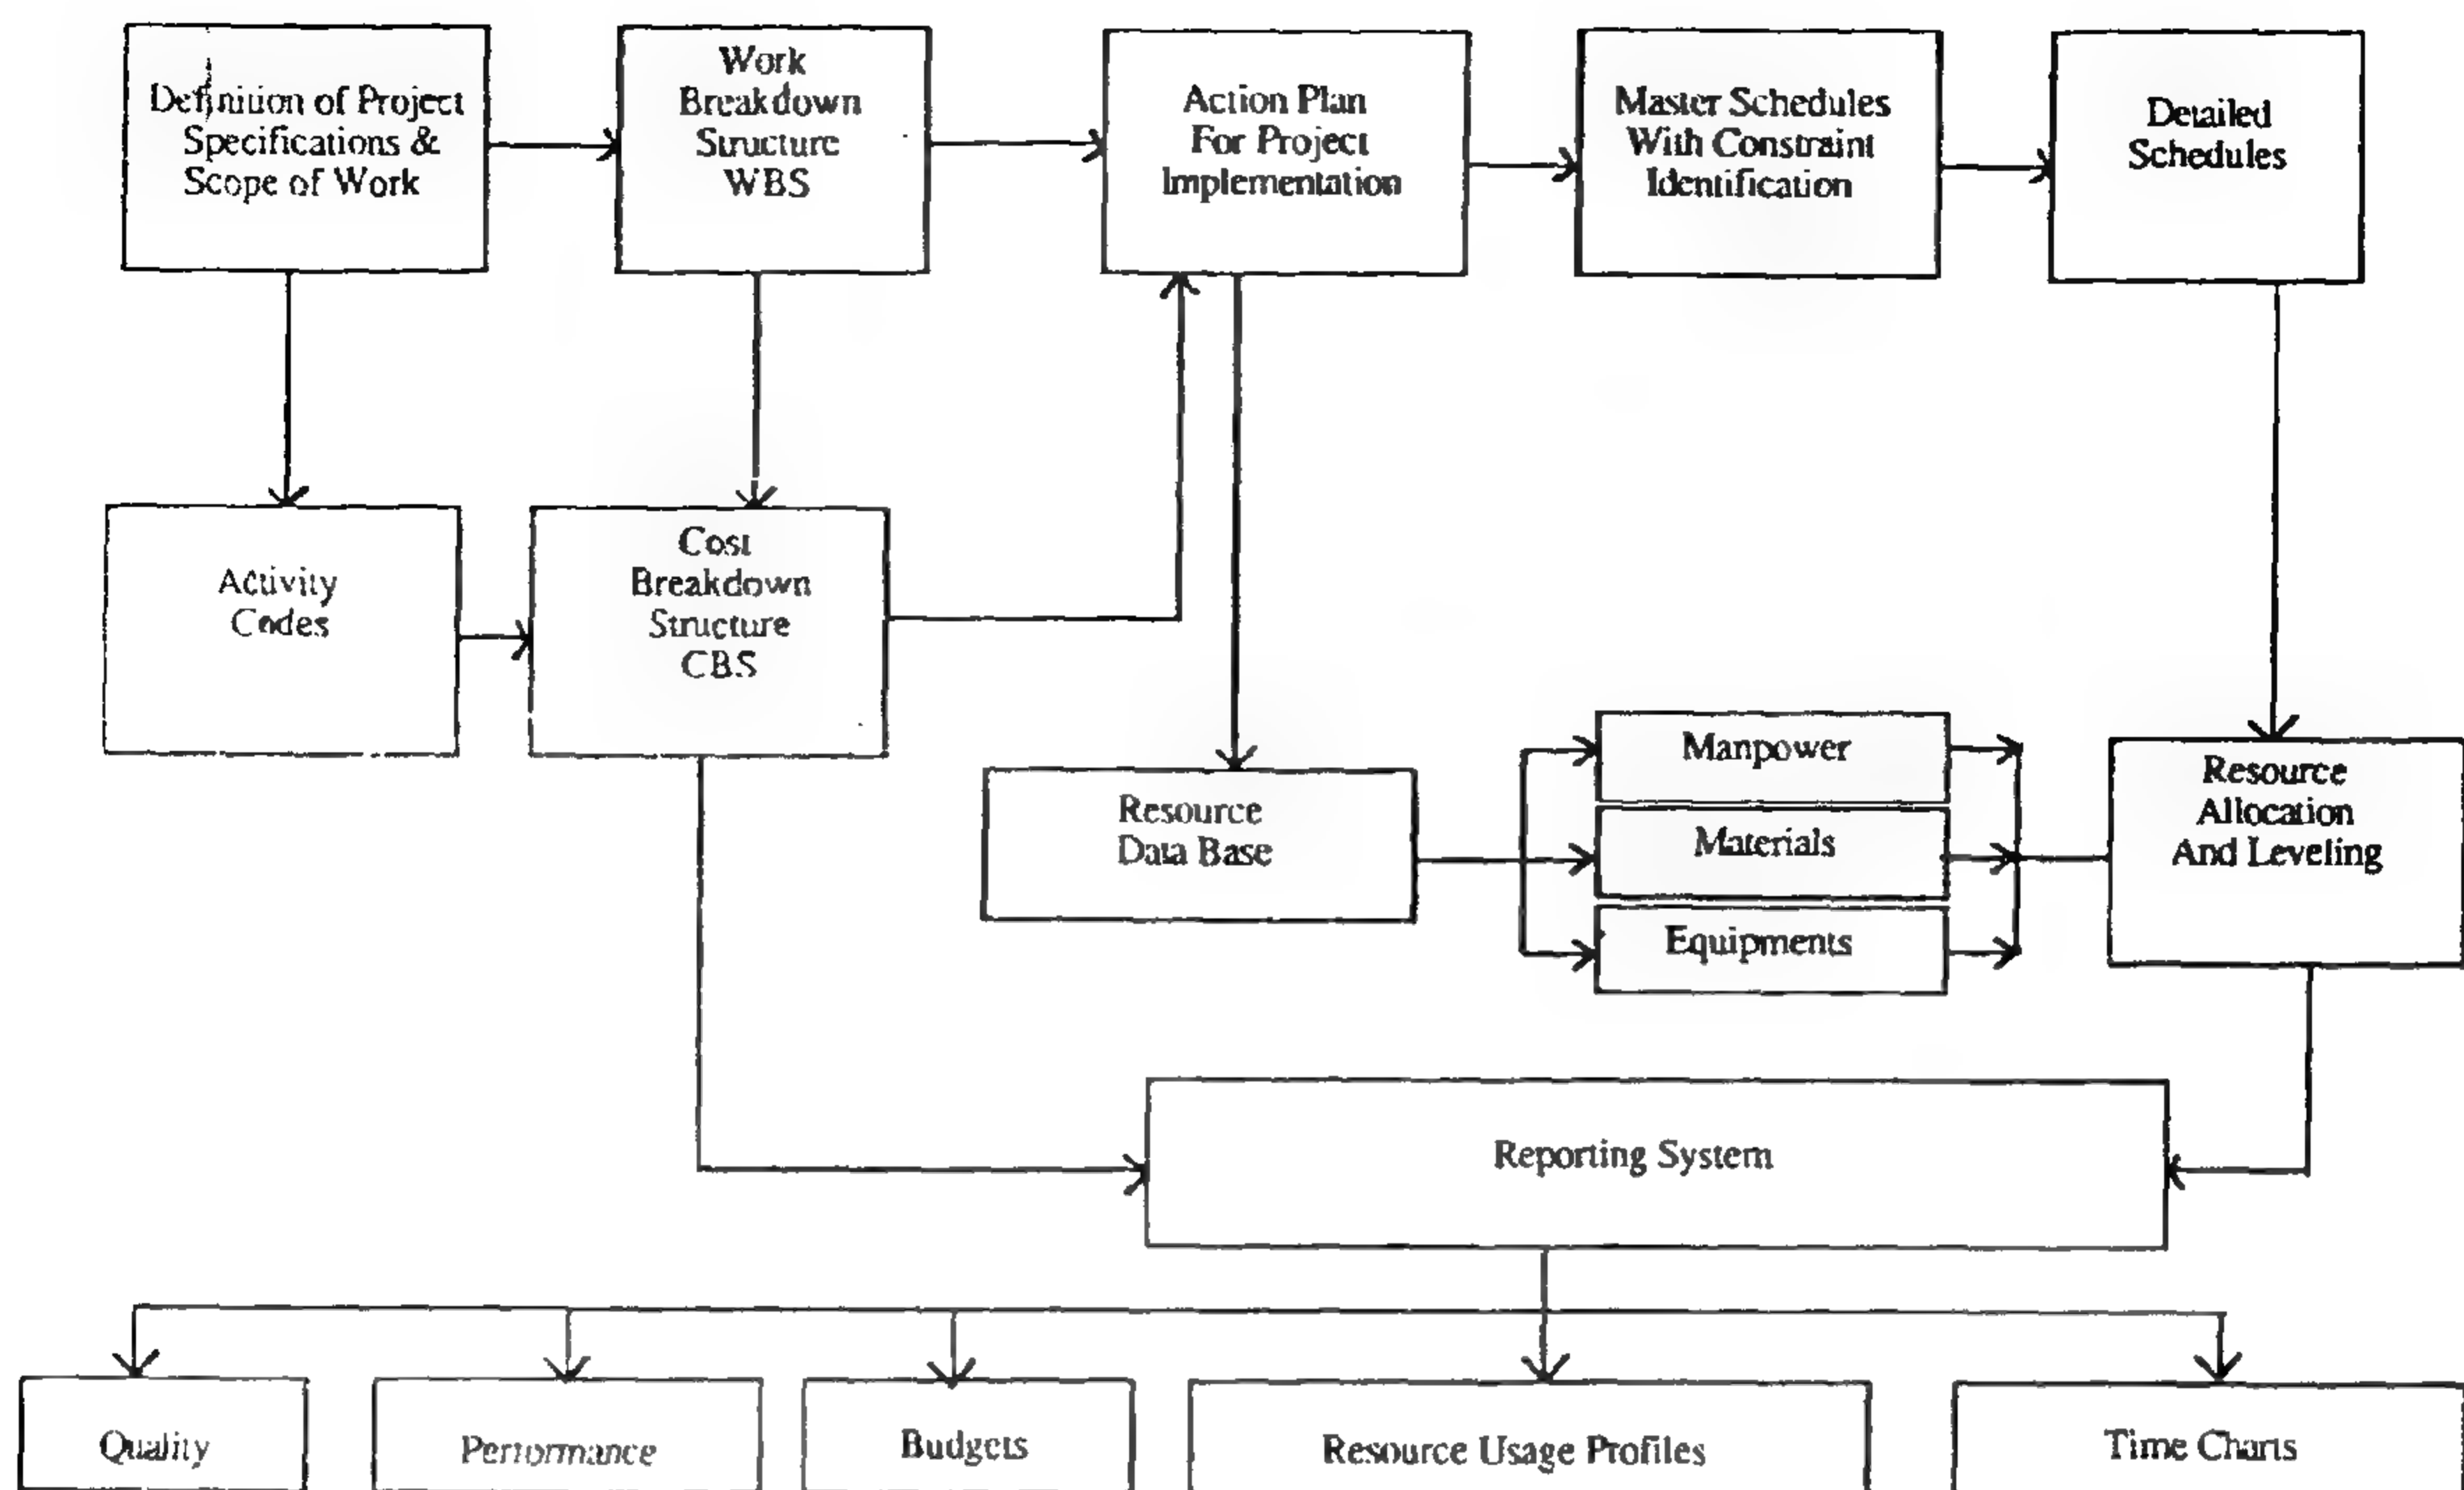 Definition of Project
Specifications &
Scope of Work
Work
Breakdown
Structure
WBS
Action Plan
For Project
Implementation
Master Schedules
With Constraint
Identification
Detailed
Schedules
Activity
Codes
Cost
Breakdown
Structure
CBS
Resource
Data Base
Manpower
Materials
Equipments
Resource
Allocation
And Leveling
Reporting System
Quality
Performance
Budgets
Resource Usage Profiles
Time Charts